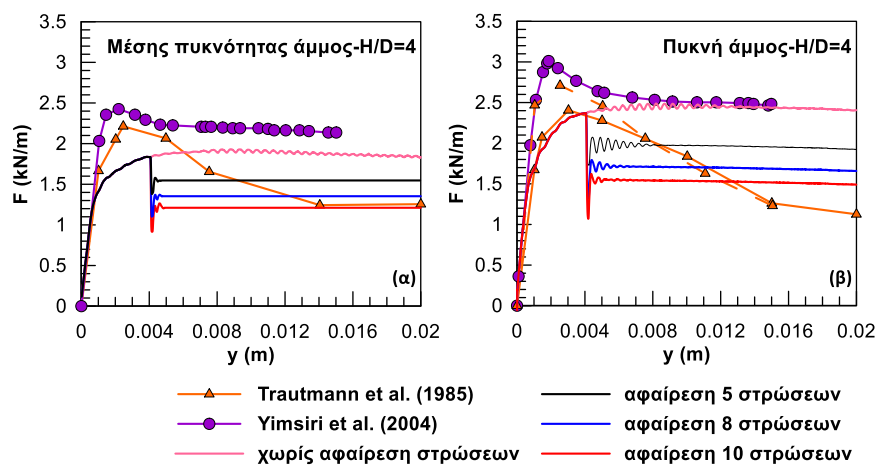 Μέσης πυκνότητας άμμος-H/D=4
3.5
3
2.5
2
1.5
1
0.5
0
F (kN/m)
(α)
0
0.004
0.008
0.012
0.016
0.02
y (m)
Πυκνή άμμος-H/D=4
3.5
3
2.5
2
1.5
1
0.5
0
F (kN/m)
(β)
0
0.004
0.008
0.012
0.016
0.02
y (m)
Trautmann et al. (1985)
Yimsiri et al. (2004)
χωρίς αφαίρεση στρώσεων
αφαίρεση 5 στρώσεων
αφαίρεση 8 στρώσεων
αφαίρεση 10 στρώσεων